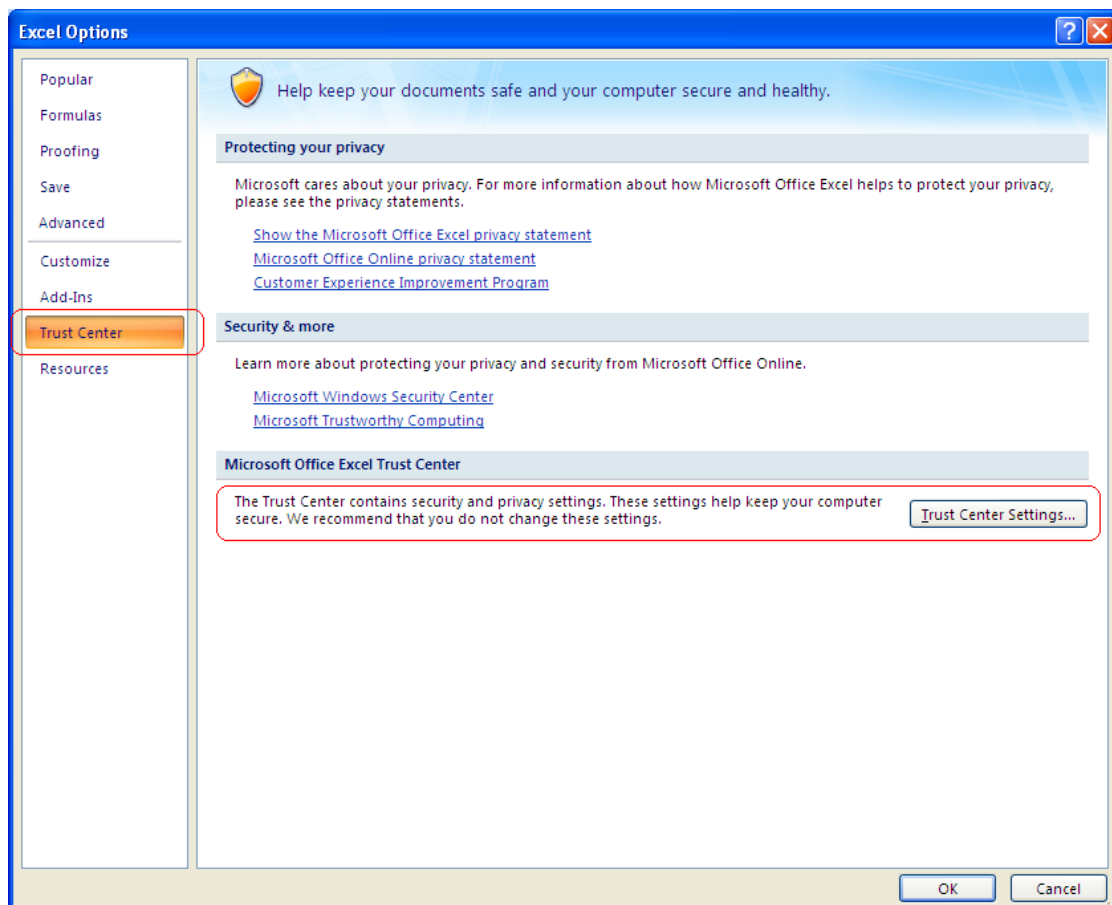 Excel Options
?
Popular
Formulas
Proofing
Save
Advanced
Customize
Add-Ins
Trust Center
Resources
Help keep your documents safe and your computer secure and healthy.
Protecting your privacy
Microsoft cares about your privacy. For more information about how Microsoft Office Excel helps to protect your privacy,
please see the privacy statements.
Show the Microsoft Office Excel privacy statement
Microsoft Office Online privacy statement
Customer Experience Improvement Program
Security & more
Learn more about protecting your privacy and security from Microsoft Office Online.
Microsoft Windows Security Center
Microsoft Trustworthy Computing
Microsoft Office Excel Trust Center
The Trust Center contains security and privacy settings. These settings help keep your computer
secure. We recommend that you do not change these settings.
Trust Center Settings...
OK
Cancel